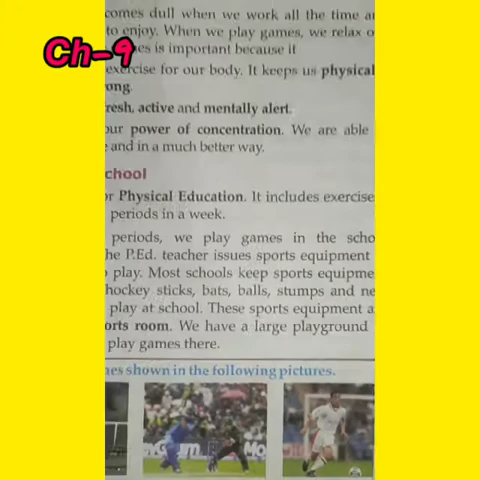 comes dull when we work all the time
to enjoy. When we play games, we relax
Ch-9
is important because it
exercise for our body. It keeps us physical
ong.
resh, active and mentally alert.
our power of concentration. We are able
and in a much better way.
chool
or Physical Education. It includes exercise
periods in a week.
periods, we play games in the scho
he P.Ed. teacher issues sports equipment
play. Most schools keep sports equipme
hockey sticks, bats, balls, stumps and ne
play at school. These sports equipment a
orts room. We have a large playground
play games there.
es shown in the following pictures.